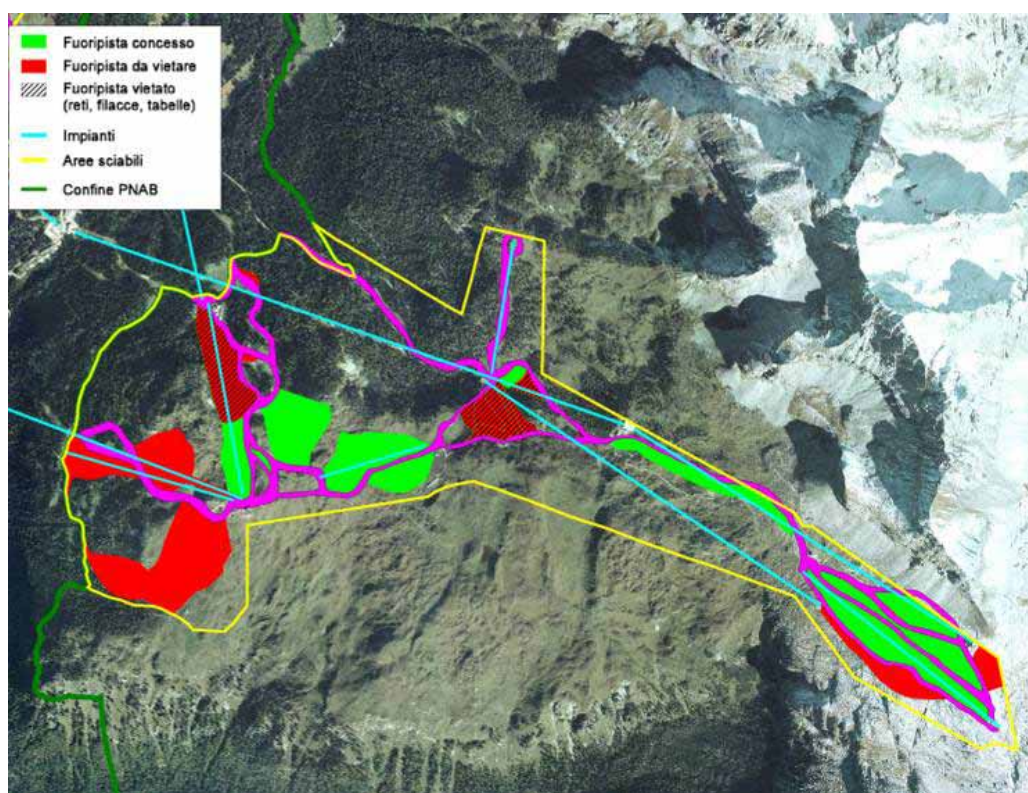 Fuoripista concesso
Fuoripista da vietare
Fuoripista vietato
(reti, filacce, tabelle)
Impianti
Aree sciabili
Confine PNAB